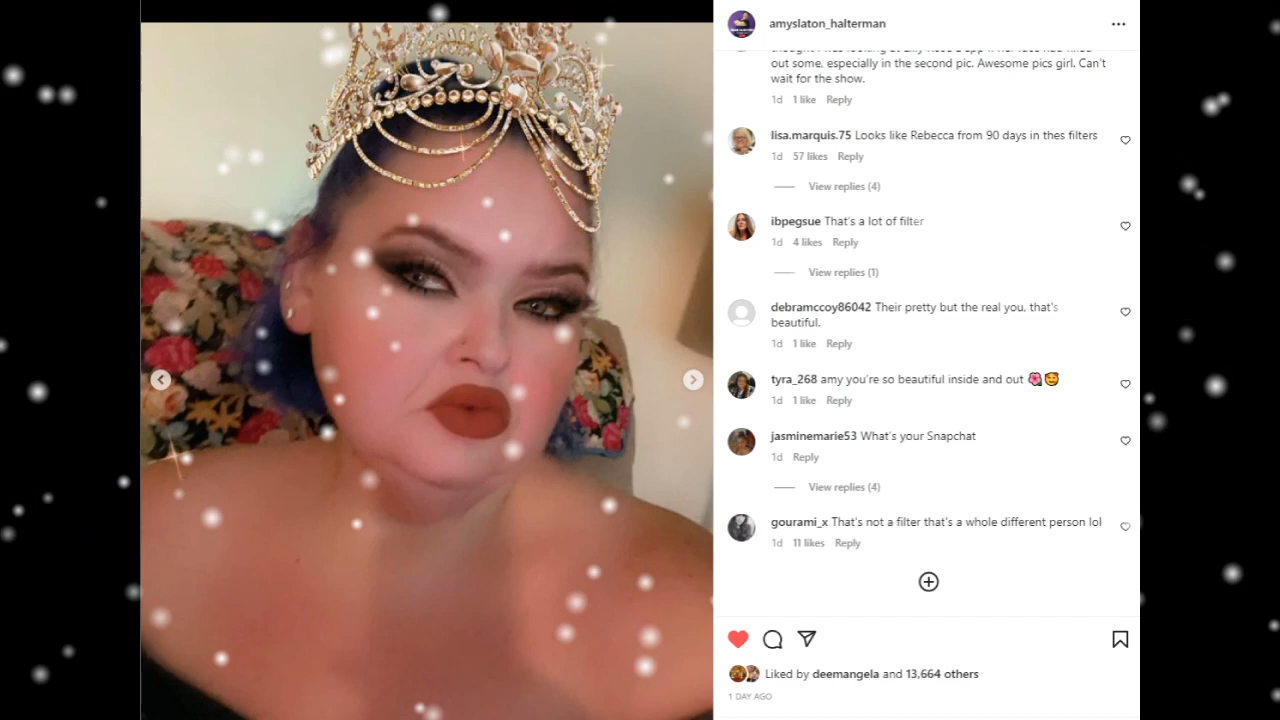 amyslaton_halterman
out some, especially in the second pic. Awesome pics girl. Can't
wait for the show.
1d 1 like Reply
lisa.marquis.75 Looks like Rebecca from 90 days in thes filters
1d 57 likes Reply
View replies (4)
ibpegsue That's a lot of filter
1d 4 likes Reply
View replies (1)
debramccoy86042 Their pretty but the real you, that's
beautiful.
1d 1 like Reply
tyra_268 amy you're so beautiful inside and out 🌺🥰
1d 1 like Reply
jasminemarie53 What's your Snapchat
1d Reply
View replies (4)
gourami_x That's not a filter that's a whole different person lol
1d 11 likes Reply
Liked by deemangela and 13,664 others
1 DAY AGO